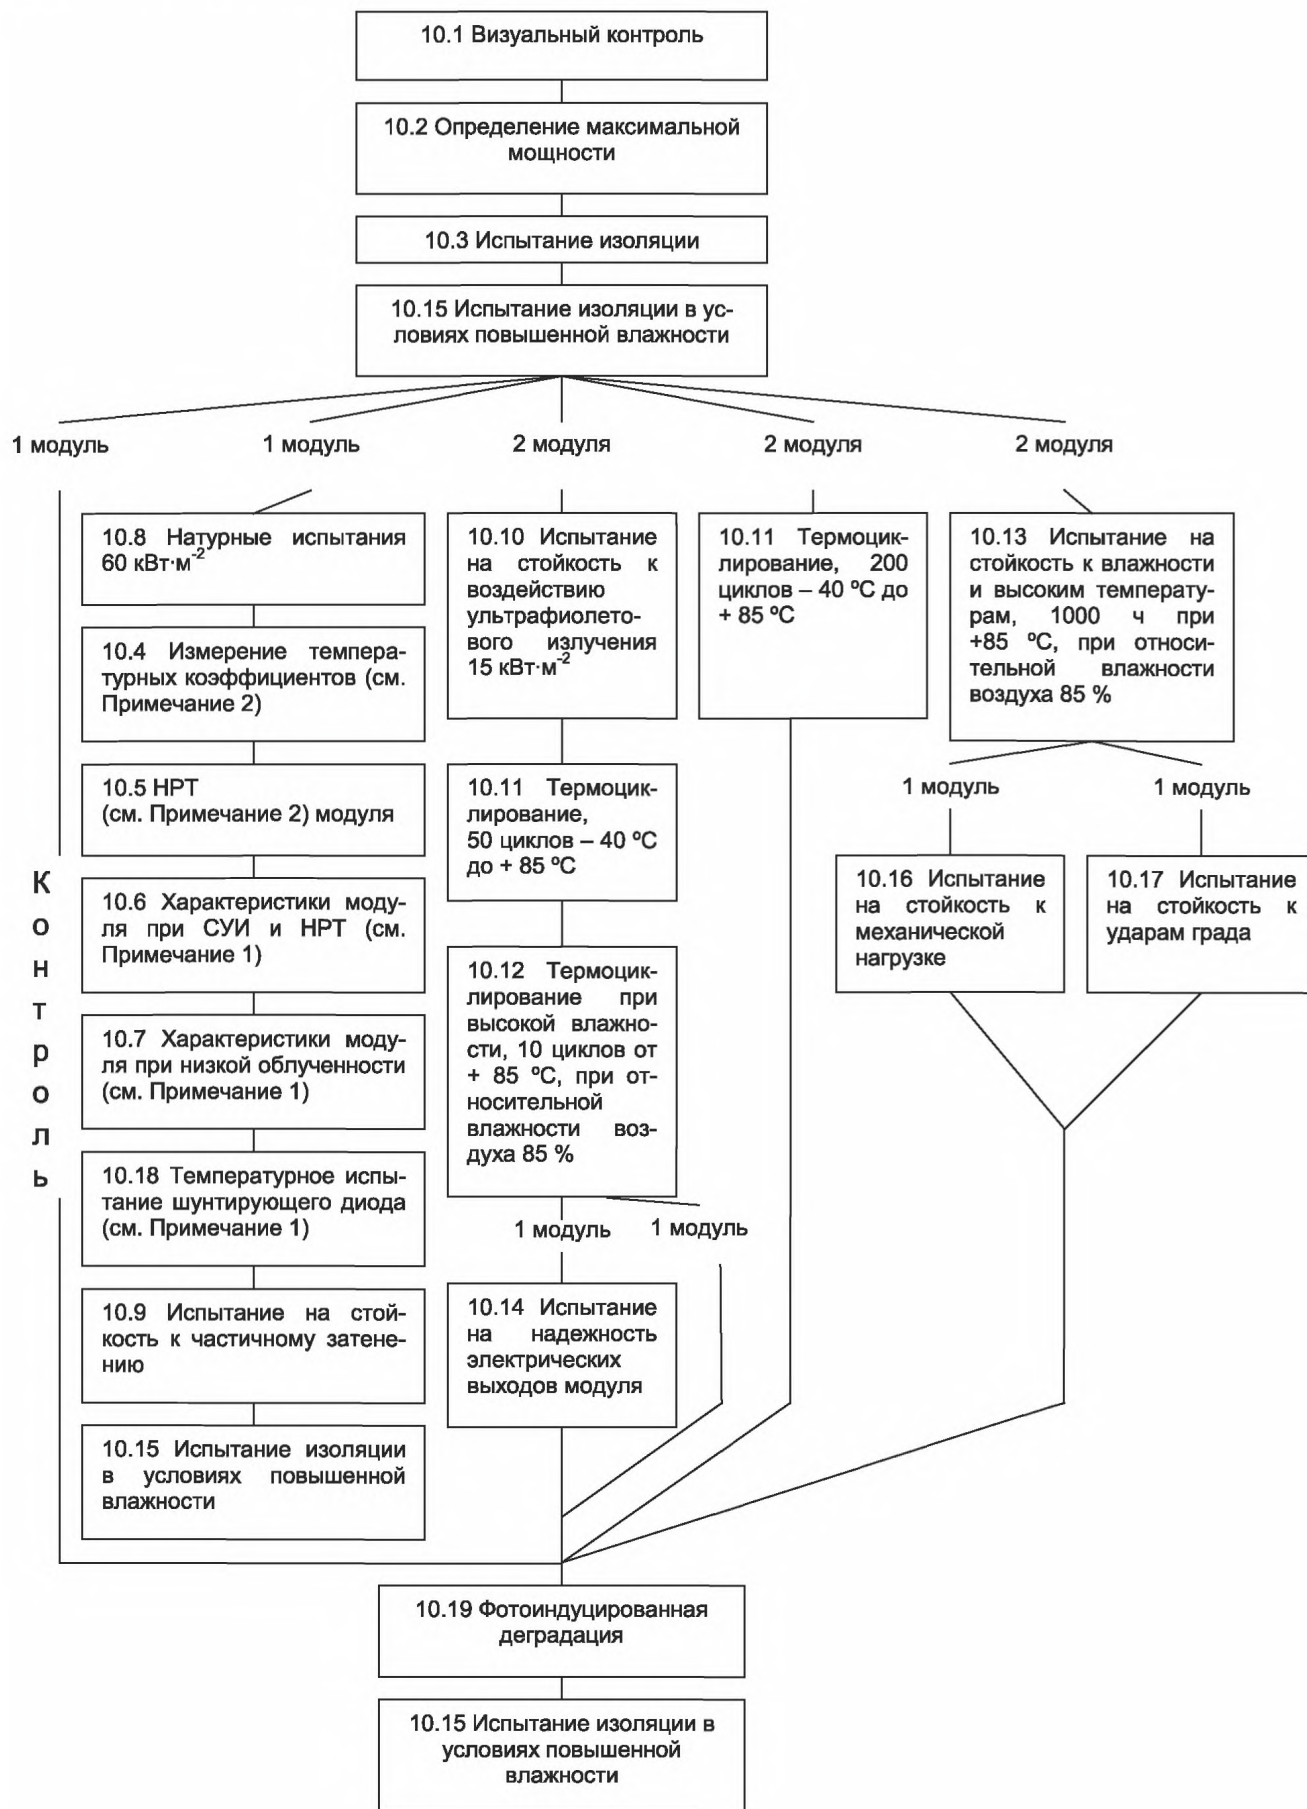 10.1 Визуальный контроль
10.2 Определение максимальной
мощности
10.3 Испытание изоляции
10.15 Испытание изоляции в ус-
ловиях повышенной влажности
1 модуль
1 модуль
2 модуля
2 модуля
2 модуля
Контроль
10.8 Натурные испытания
60 кВт·м⁻²
10.4 Измерение темпера-
турных коэффициентов (см.
Примечание 2)
10.5 НРТ
(см. Примечание 2) модуля
10.6 Характеристики моду-
ля при СУИ и НРТ (см.
Примечание 1)
10.7 Характеристики моду-
ля при низкой облученности
(см. Примечание 1)
10.18 Температурное испы-
тание шунтирующего диода
(см. Примечание 1)
10.9 Испытание на стой-
кость к частичному затене-
нию
10.15 Испытание изоляции
в условиях повышенной
влажности
10.10 Испытание
на стойкость к
воздействию
ультрафиолето-
вого излучения
15 кВт·м⁻²
10.11 Термоцик-
лирование,
50 циклов – 40 ºС
до + 85 ºС
10.12 Термоцик-
лирование при
высокой влажно-
сти, 10 циклов от
+ 85 ºС, при от-
носительной
влажности воз-
духа 85 %
1 модуль
1 модуль
10.14 Испытание
на надежность
электрических
выходов модуля
10.11 Термоцик-
лирование, 200
циклов – 40 ºС до
+ 85 ºС
10.13 Испытание на
стойкость к влажности
и высоким температу-
рам, 1000 ч при
+85 ºС, при относи-
тельной влажности
воздуха 85 %
1 модуль
1 модуль
10.16 Испытание
на стойкость к
механической
нагрузке
10.17 Испытание
на стойкость к
ударам града
10.19 Фотоиндуцированная
деградация
10.15 Испытание изоляции в
условиях повышенной
влажности